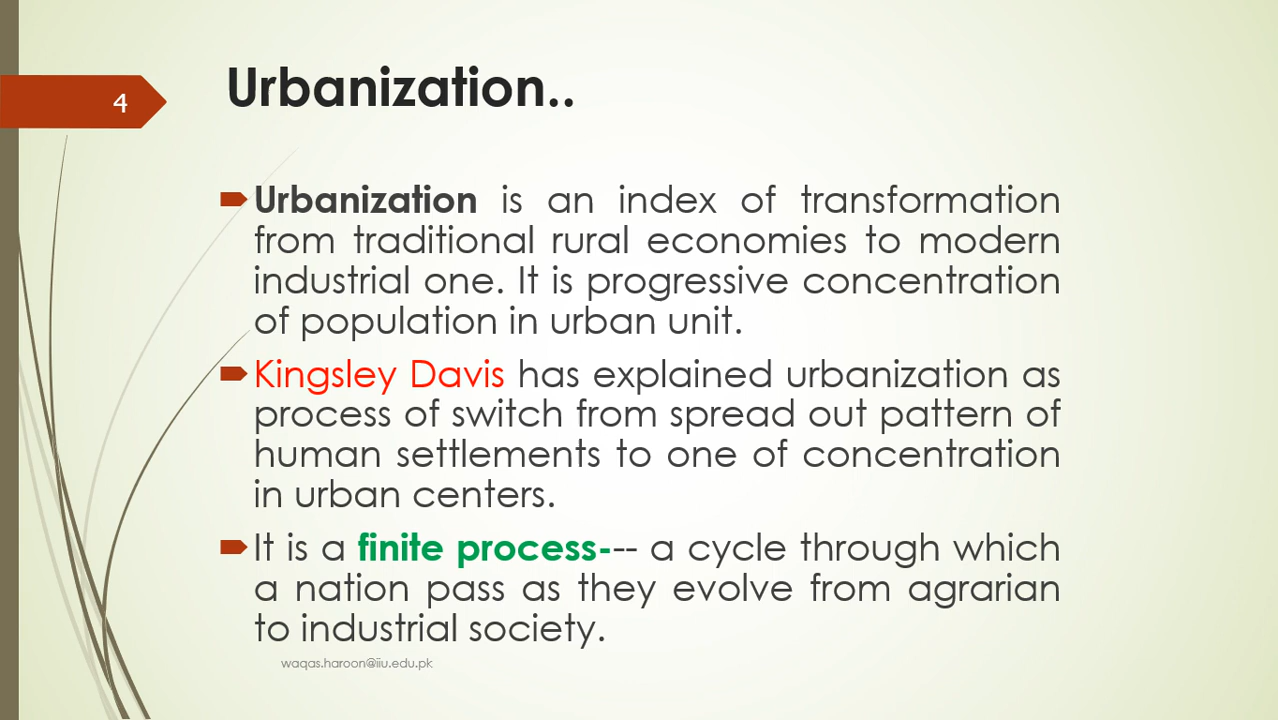 4
Urbanization..
Urbanization is an index of transformation
from traditional rural economies to modern
industrial one. It is progressive concentration
of population in urban unit.
Kingsley Davis has explained urbanization as
process of switch from spread out pattern of
human settlements to one of concentration
in urban centers.
It is a finite process--- a cycle through which
a nation pass as they evolve from agrarian
to industrial society.
waqas.haroon@iiu.edu.pk